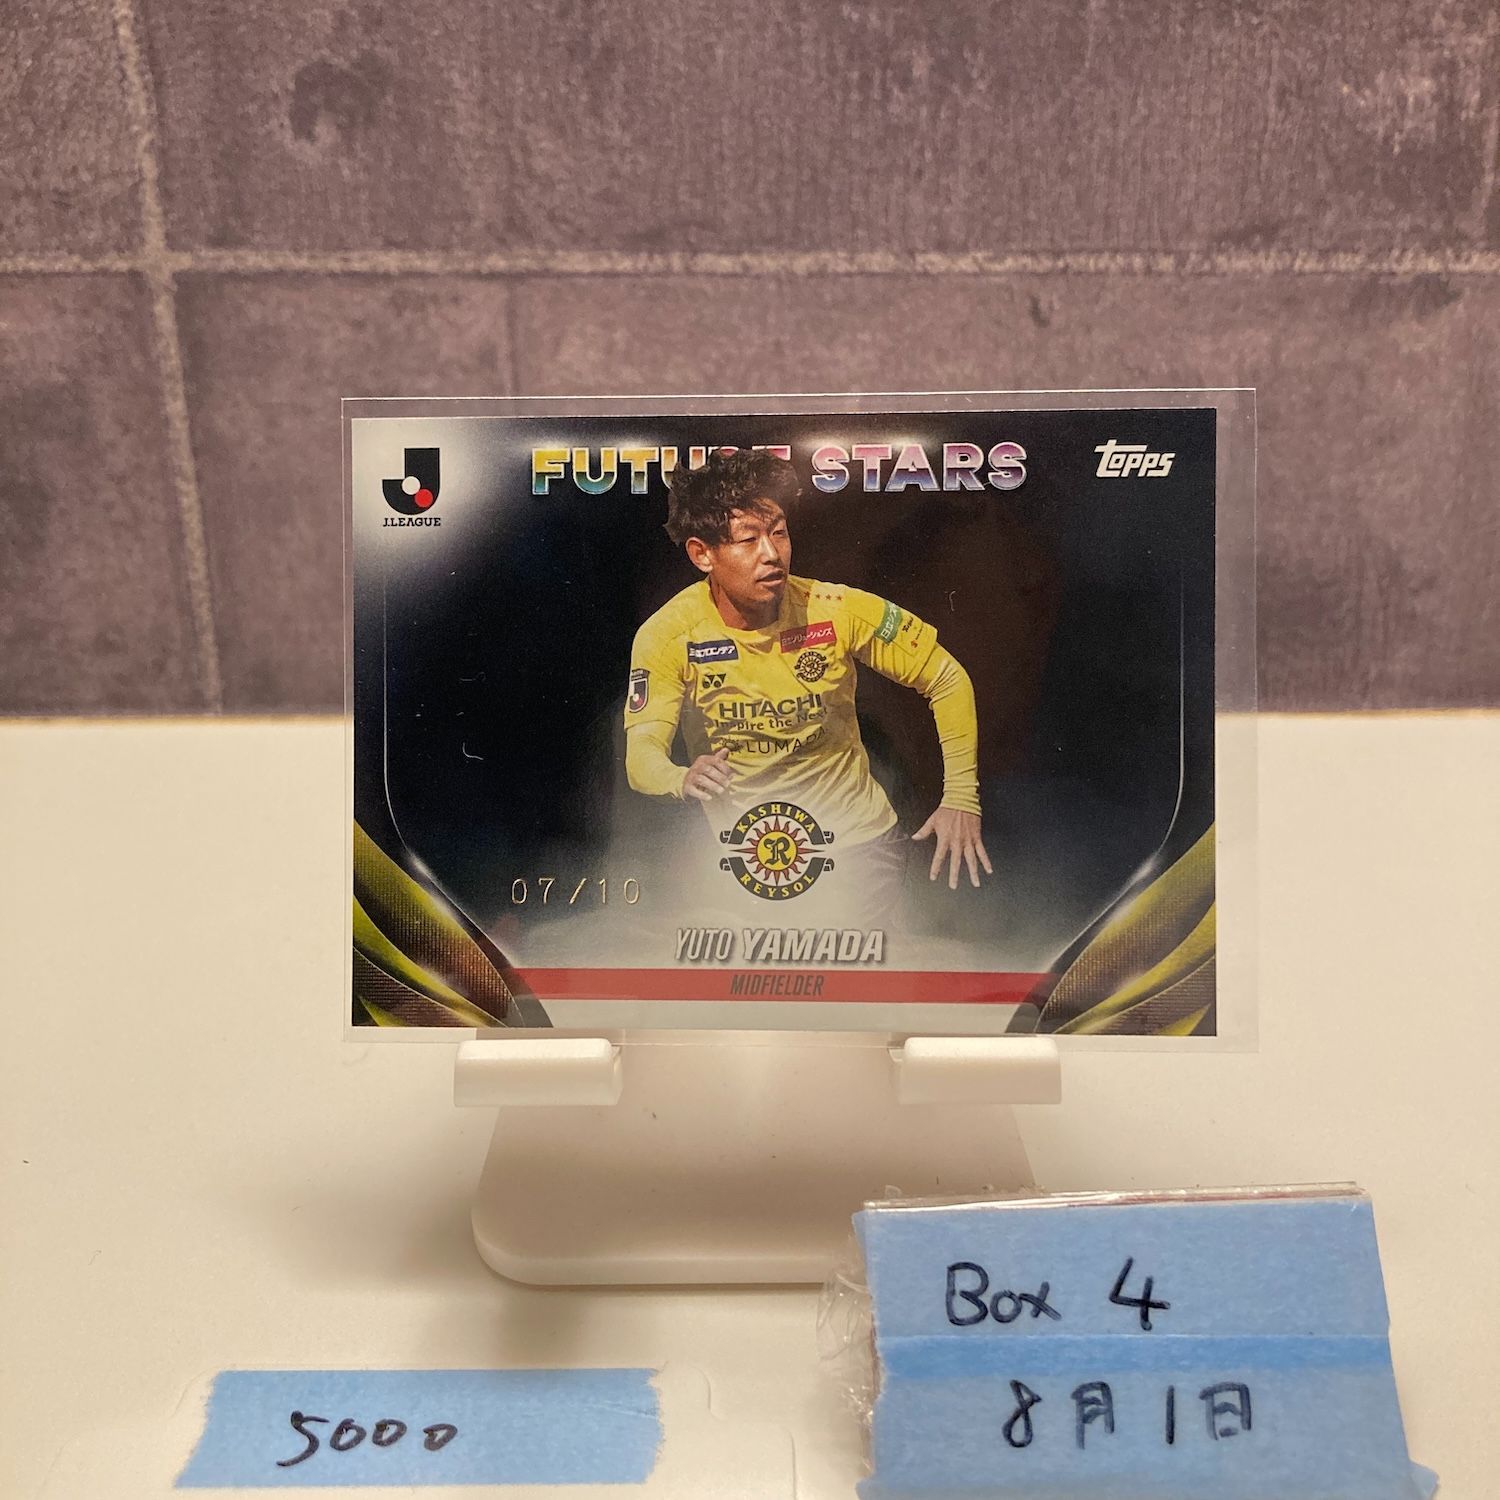 FUTURE STARS
topps
J.LEAGUE
HITACHI
Inspire the Next
LUMADA
KASHIWA
R
REYSOL
07/10
YUTO YAMADA
MIDFIELDER
Box 4
8月1日
5000